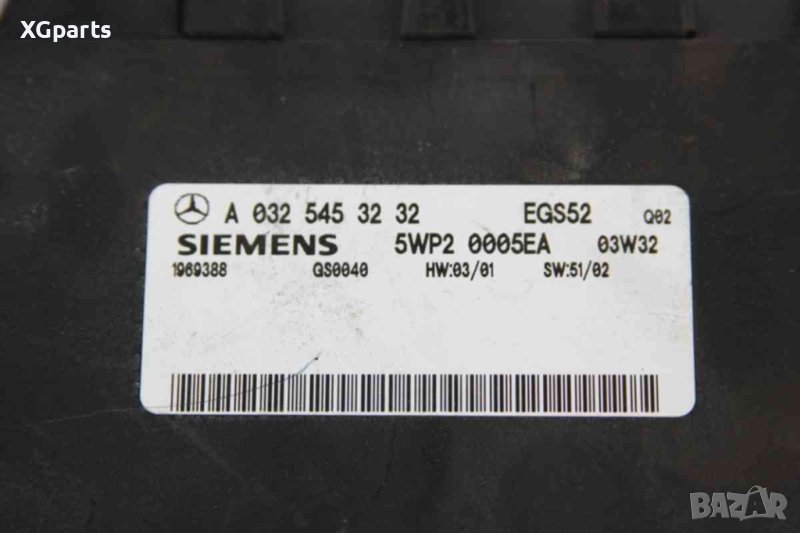 XGparts
A 032 545 32 32 EGS52 Q02
SIEMENS 5WP2 0005EA 03W32
1969388 GS0040 HW:03/01 SW:51/02
BAZAR